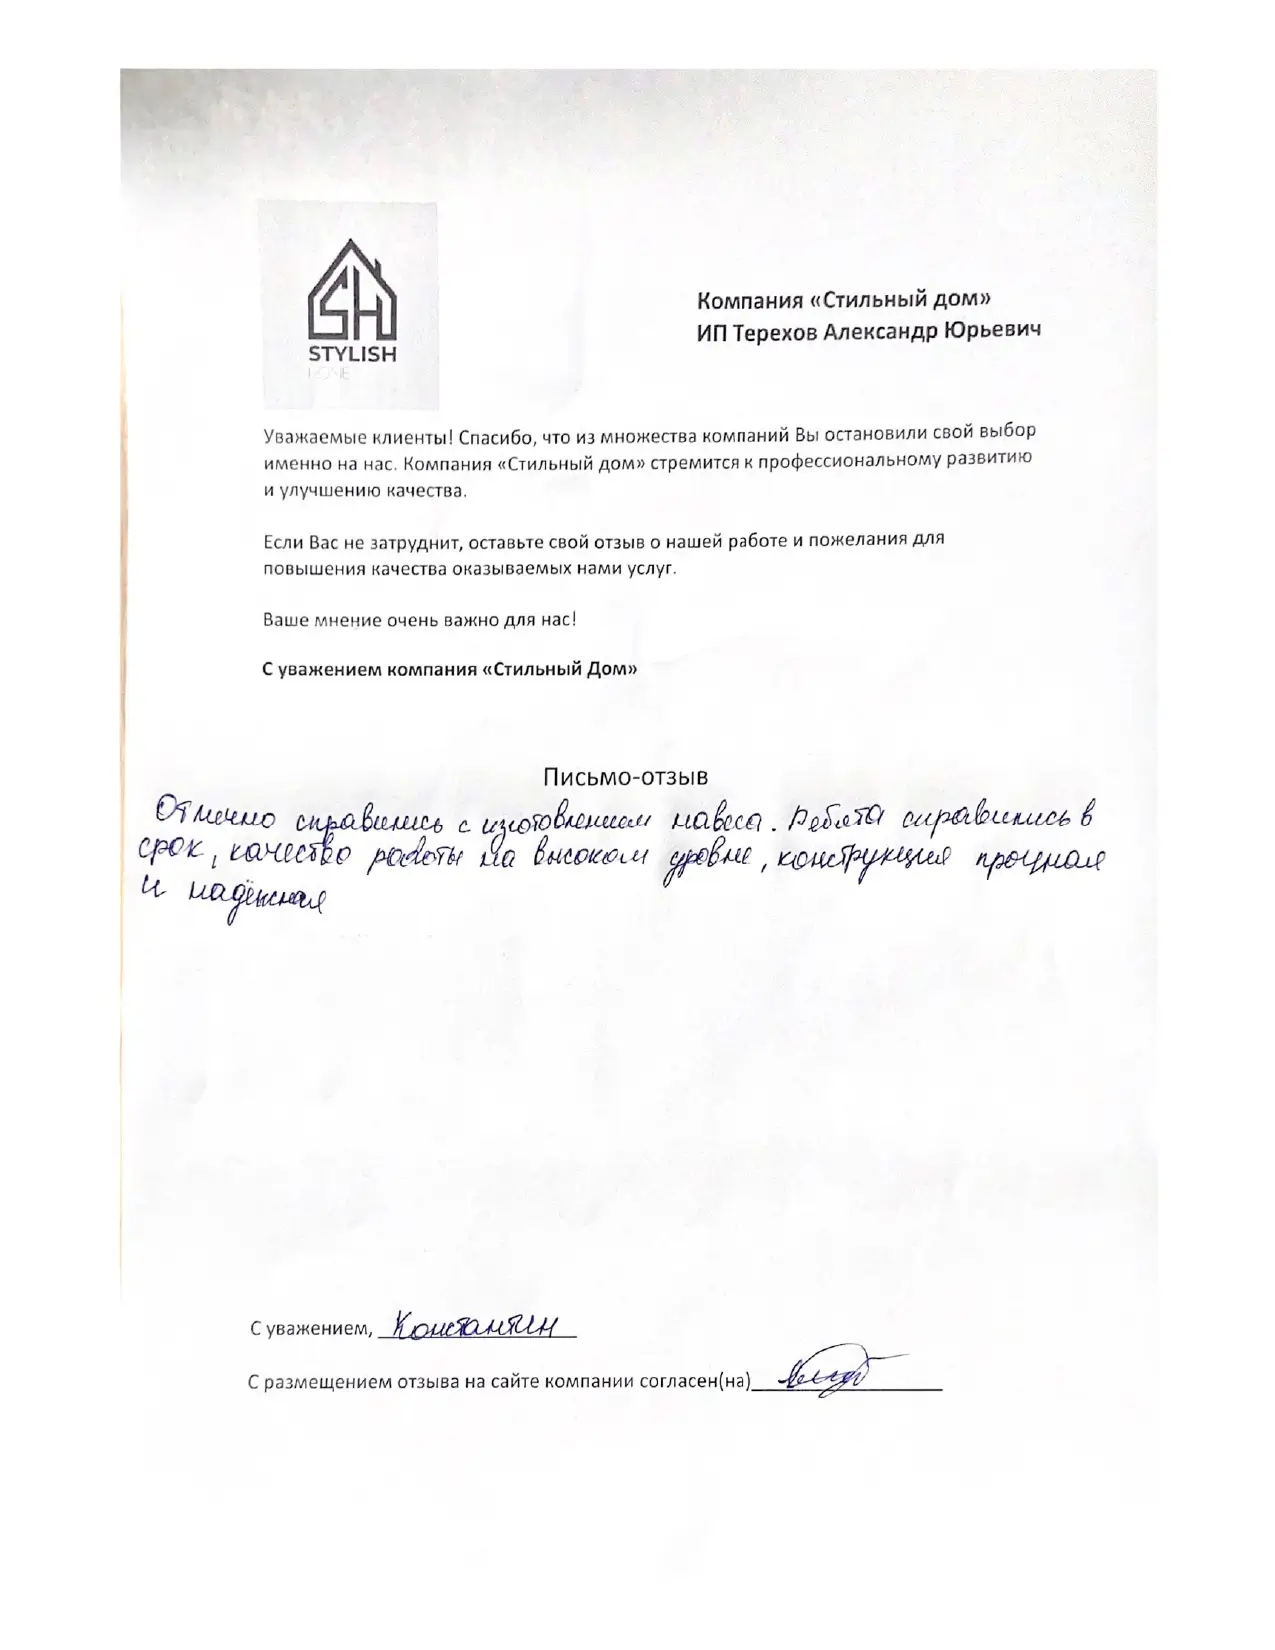 STYLISH
HOME
Компания «Стильный дом»
ИП Терехов Александр Юрьевич
Уважаемые клиенты! Спасибо, что из множества компаний Вы остановили свой выбор
именно на нас. Компания «Стильный дом» стремится к профессиональному развитию
и улучшению качества.
Если Вас не затруднит, оставьте свой отзыв о нашей работе и пожелания для
повышения качества оказываемых нами услуг.
Ваше мнение очень важно для нас!
С уважением компания «Стильный Дом»
Письмо-отзыв
Отлично справились с изготовлением навеса. Ребята справились в
срок, качество работы на высоком уровне, конструкция прочная
и надёжная
С уважением, Константин
С размещением отзыва на сайте компании согласен(на)